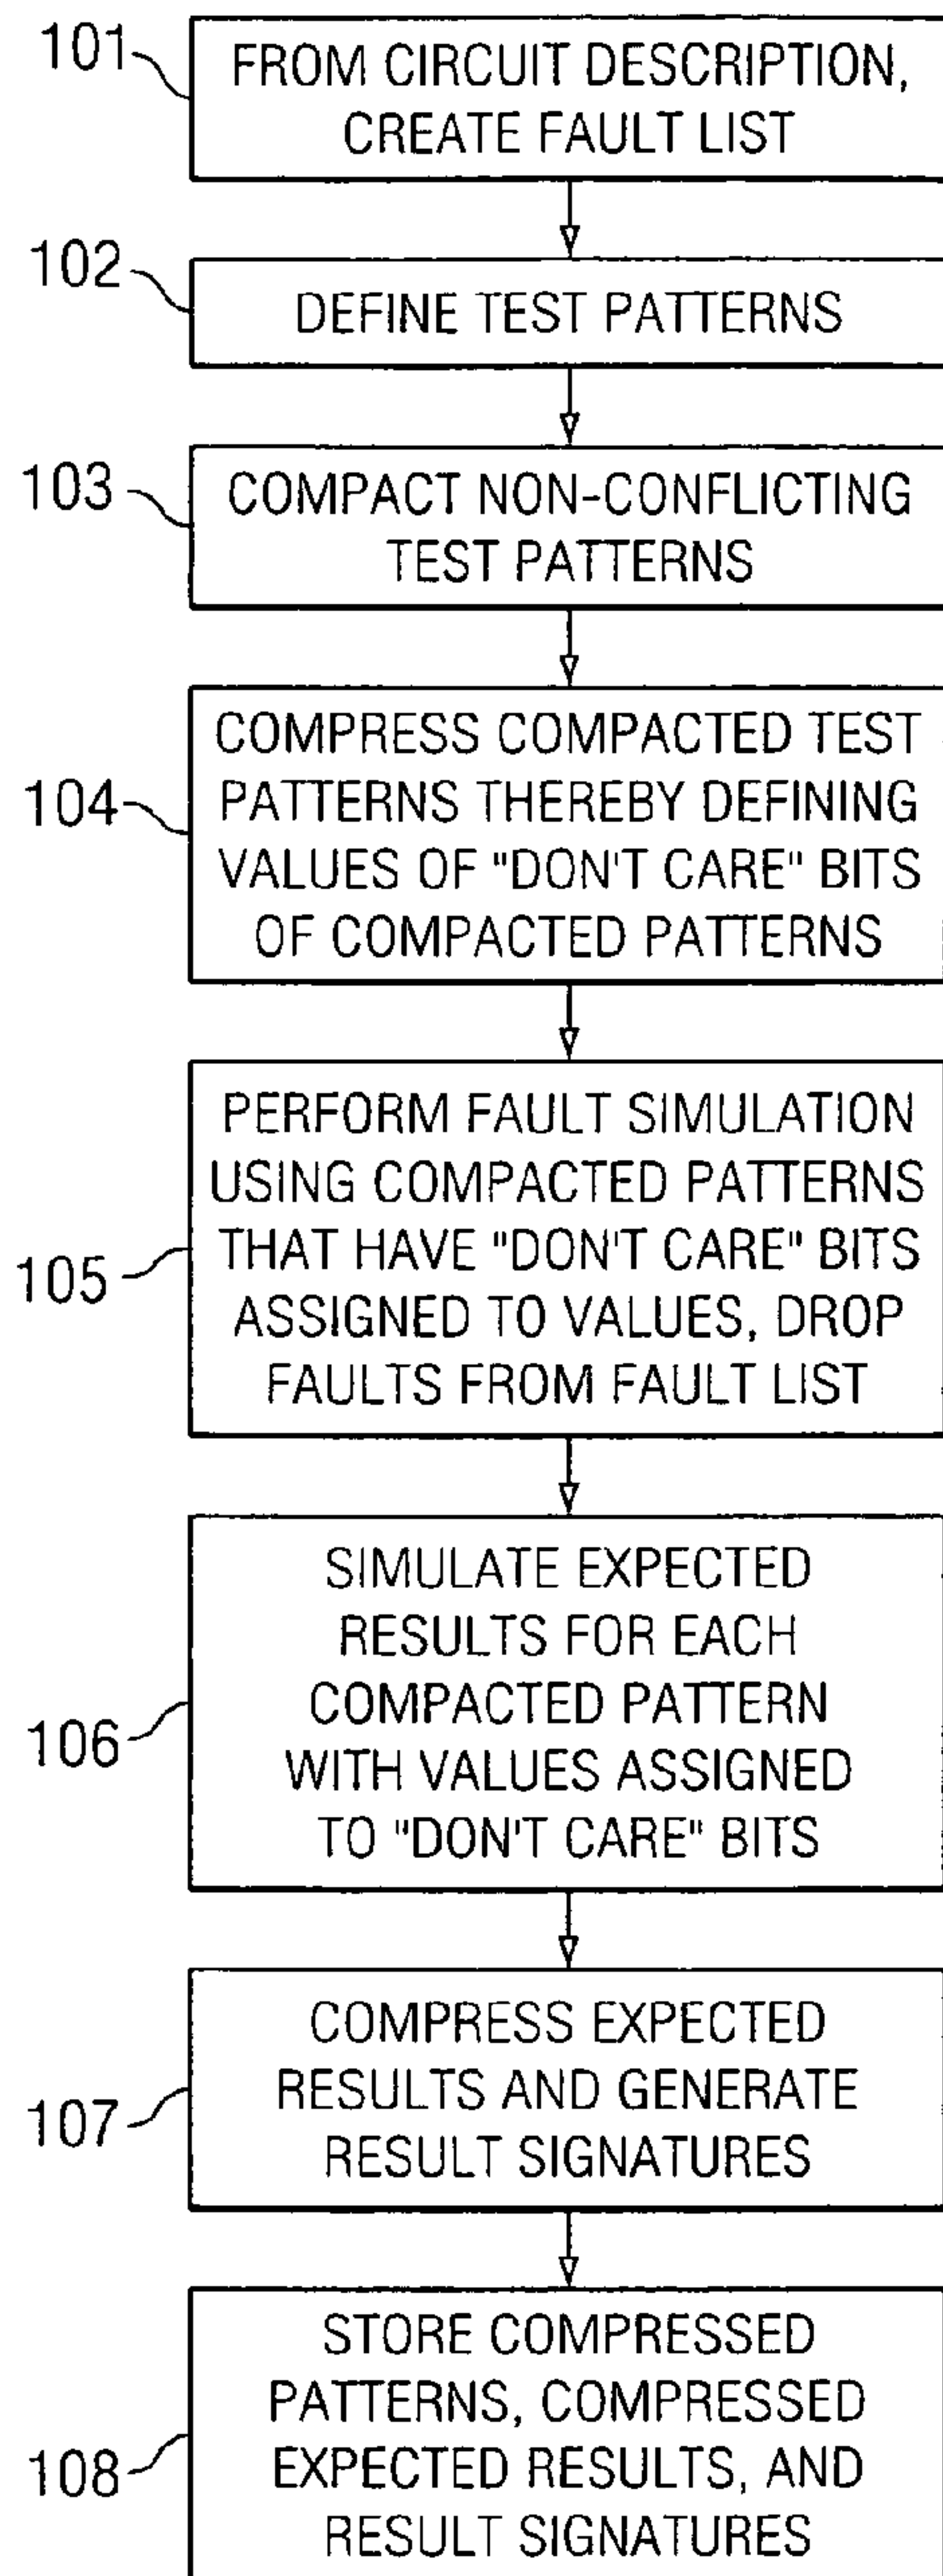 101
FROM CIRCUIT DESCRIPTION,
CREATE FAULT LIST
102
DEFINE TEST PATTERNS
103
COMPACT NON-CONFLICTING
TEST PATTERNS
104
COMPRESS COMPACTED TEST
PATTERNS THEREBY DEFINING
VALUES OF "DON'T CARE" BITS
OF COMPACTED PATTERNS
105
PERFORM FAULT SIMULATION
USING COMPACTED PATTERNS
THAT HAVE "DON'T CARE" BITS
ASSIGNED TO VALUES, DROP
FAULTS FROM FAULT LIST
106
SIMULATE EXPECTED
RESULTS FOR EACH
COMPACTED PATTERN
WITH VALUES ASSIGNED
TO "DON'T CARE" BITS
107
COMPRESS EXPECTED
RESULTS AND GENERATE
RESULT SIGNATURES
108
STORE COMPRESSED
PATTERNS, COMPRESSED
EXPECTED RESULTS, AND
RESULT SIGNATURES